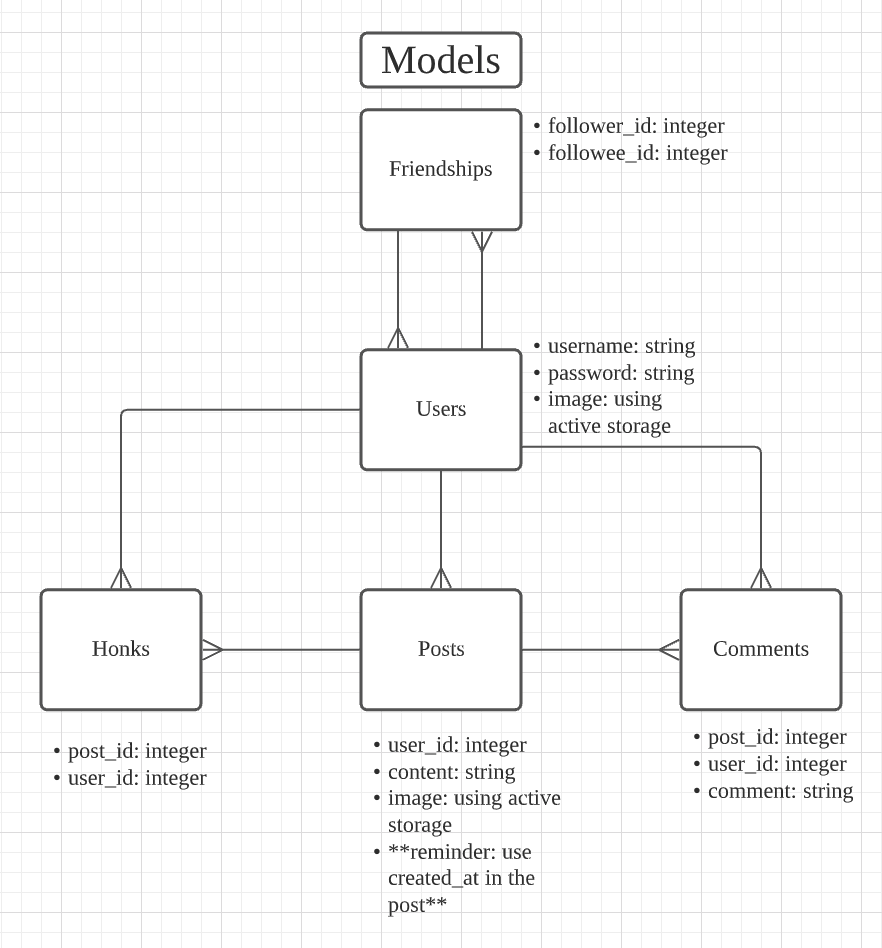 Models
Friendships
• follower_id: integer
• followee_id: integer
Users
• username: string
• password: string
• image: using
active storage
Honks
• post_id: integer
• user_id: integer
Posts
• user_id: integer
• content: string
• image: using active
storage
• **reminder: use
created_at in the
post**
Comments
• post_id: integer
• user_id: integer
• comment: string